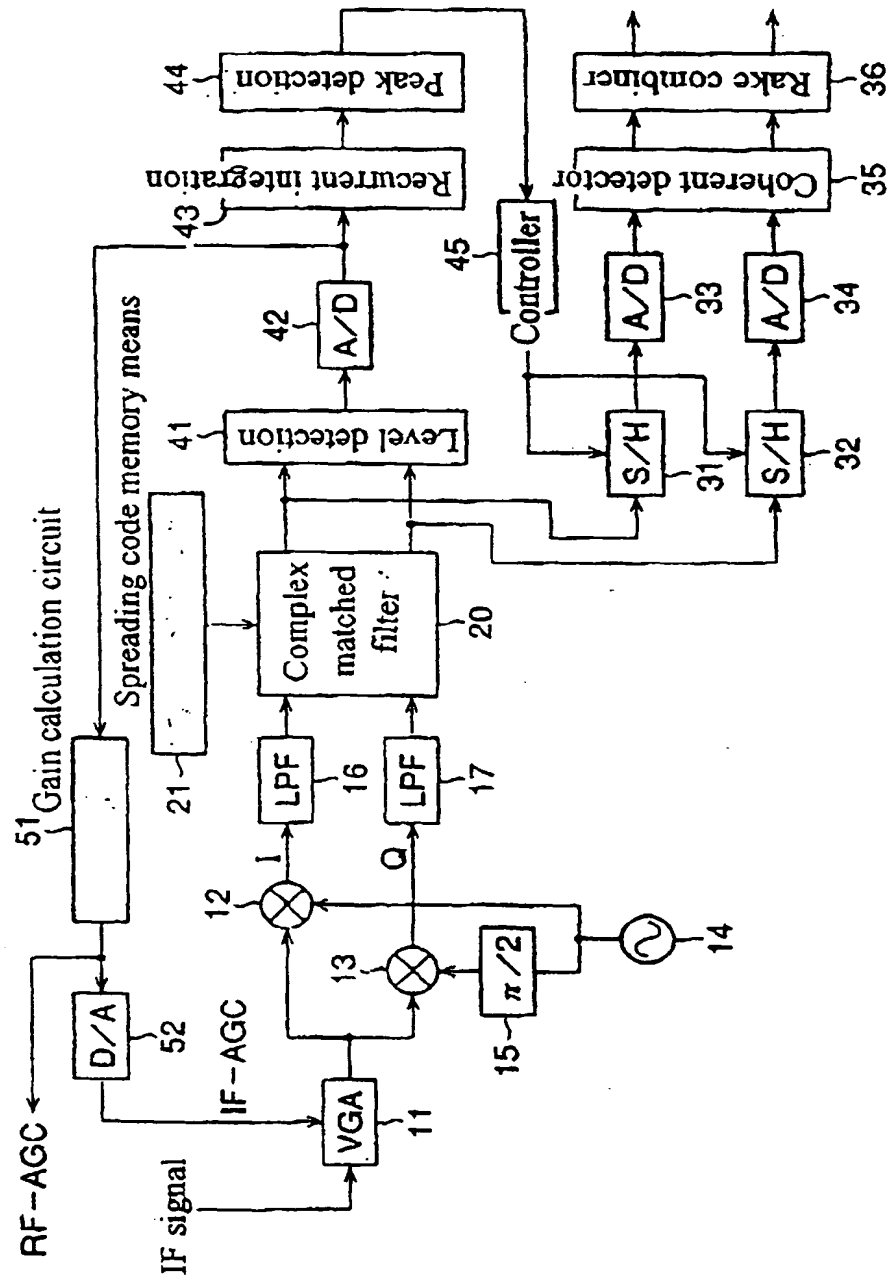 RF-AGC
IF signal
IF-AGC
D/A
52
51
Gain calculation circuit
VGA
11
12
13
I
Q
π/2
15
14
LPF
16
LPF
17
21
Spreading code memory means
Complex
matched
filter
20
41
Level detection
42
A/D
43
Recurrent integration
44
Peak detection
45
Controller
S/H
31
S/H
32
A/D
33
A/D
34
Coherent detector
35
Rake combiner
36